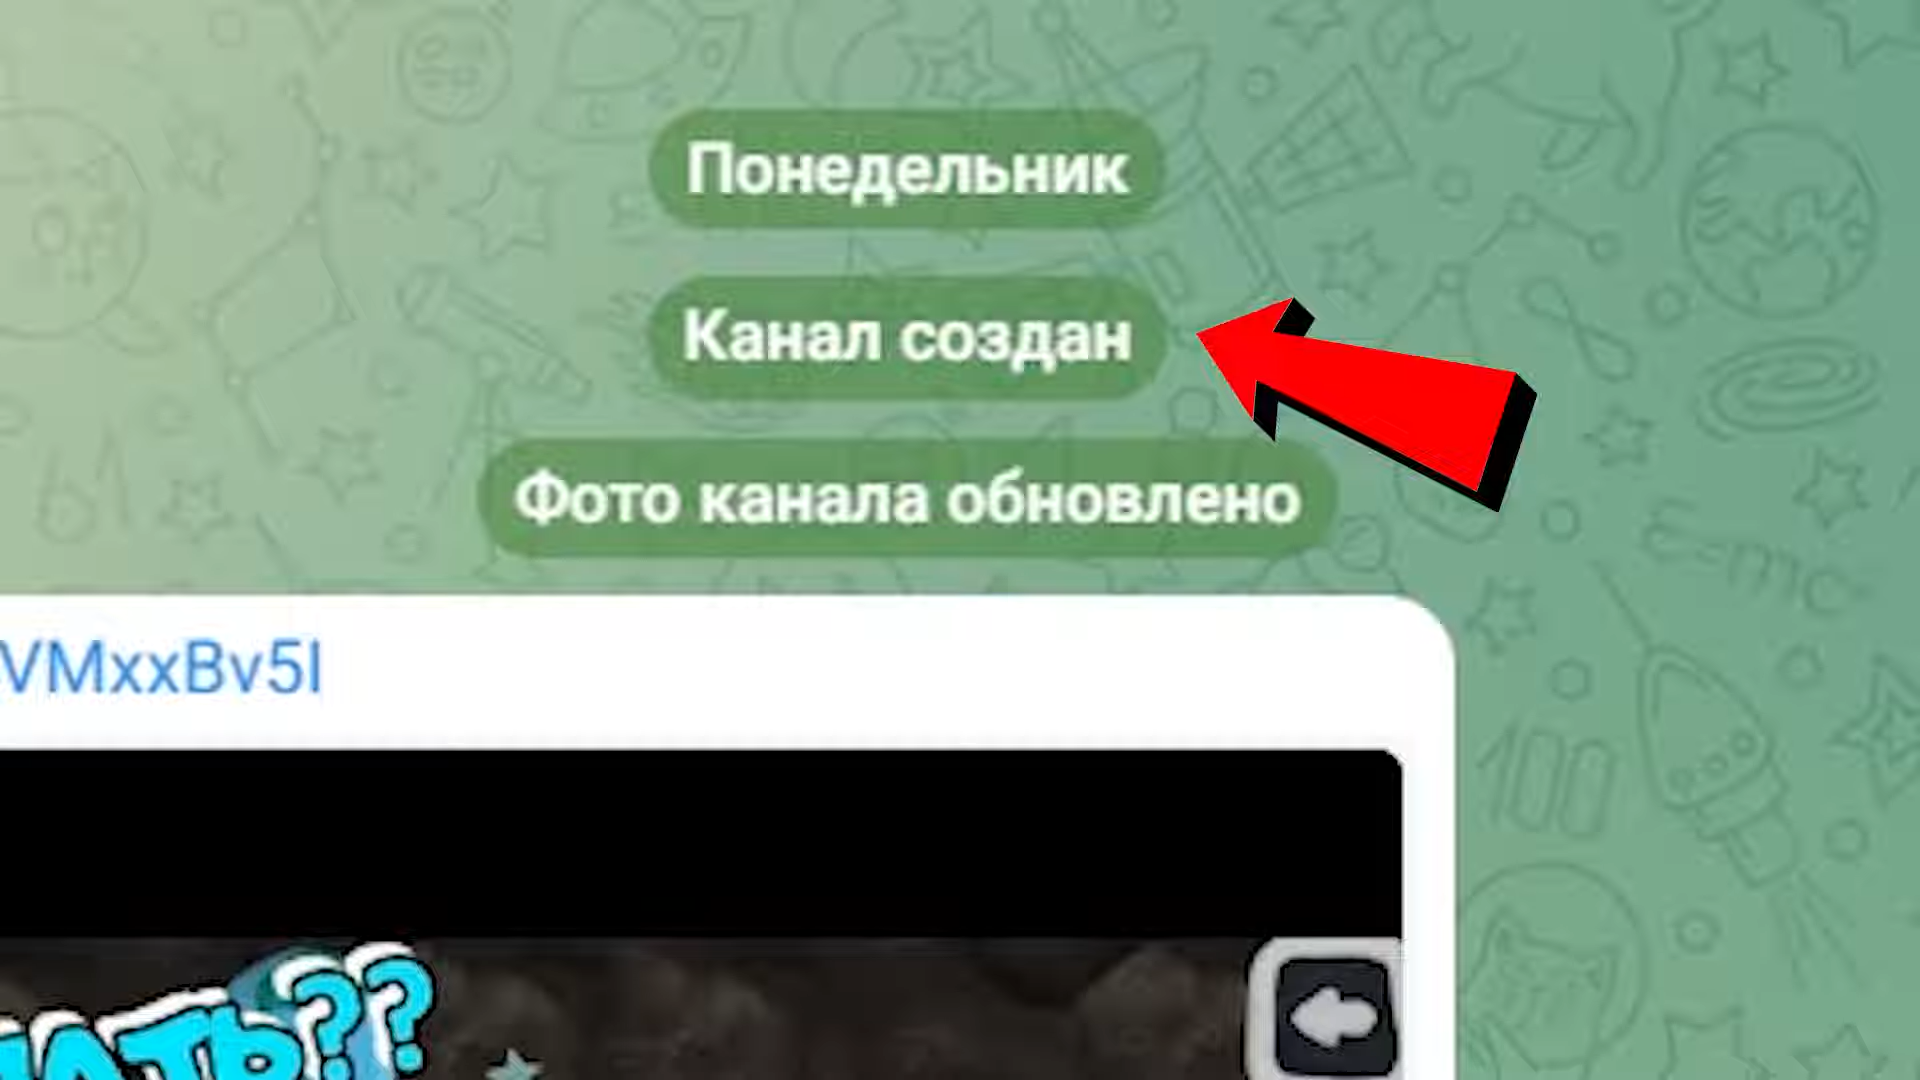 Понедельник
Канал создан
Фото канала обновлено
VMxxBv5I
??